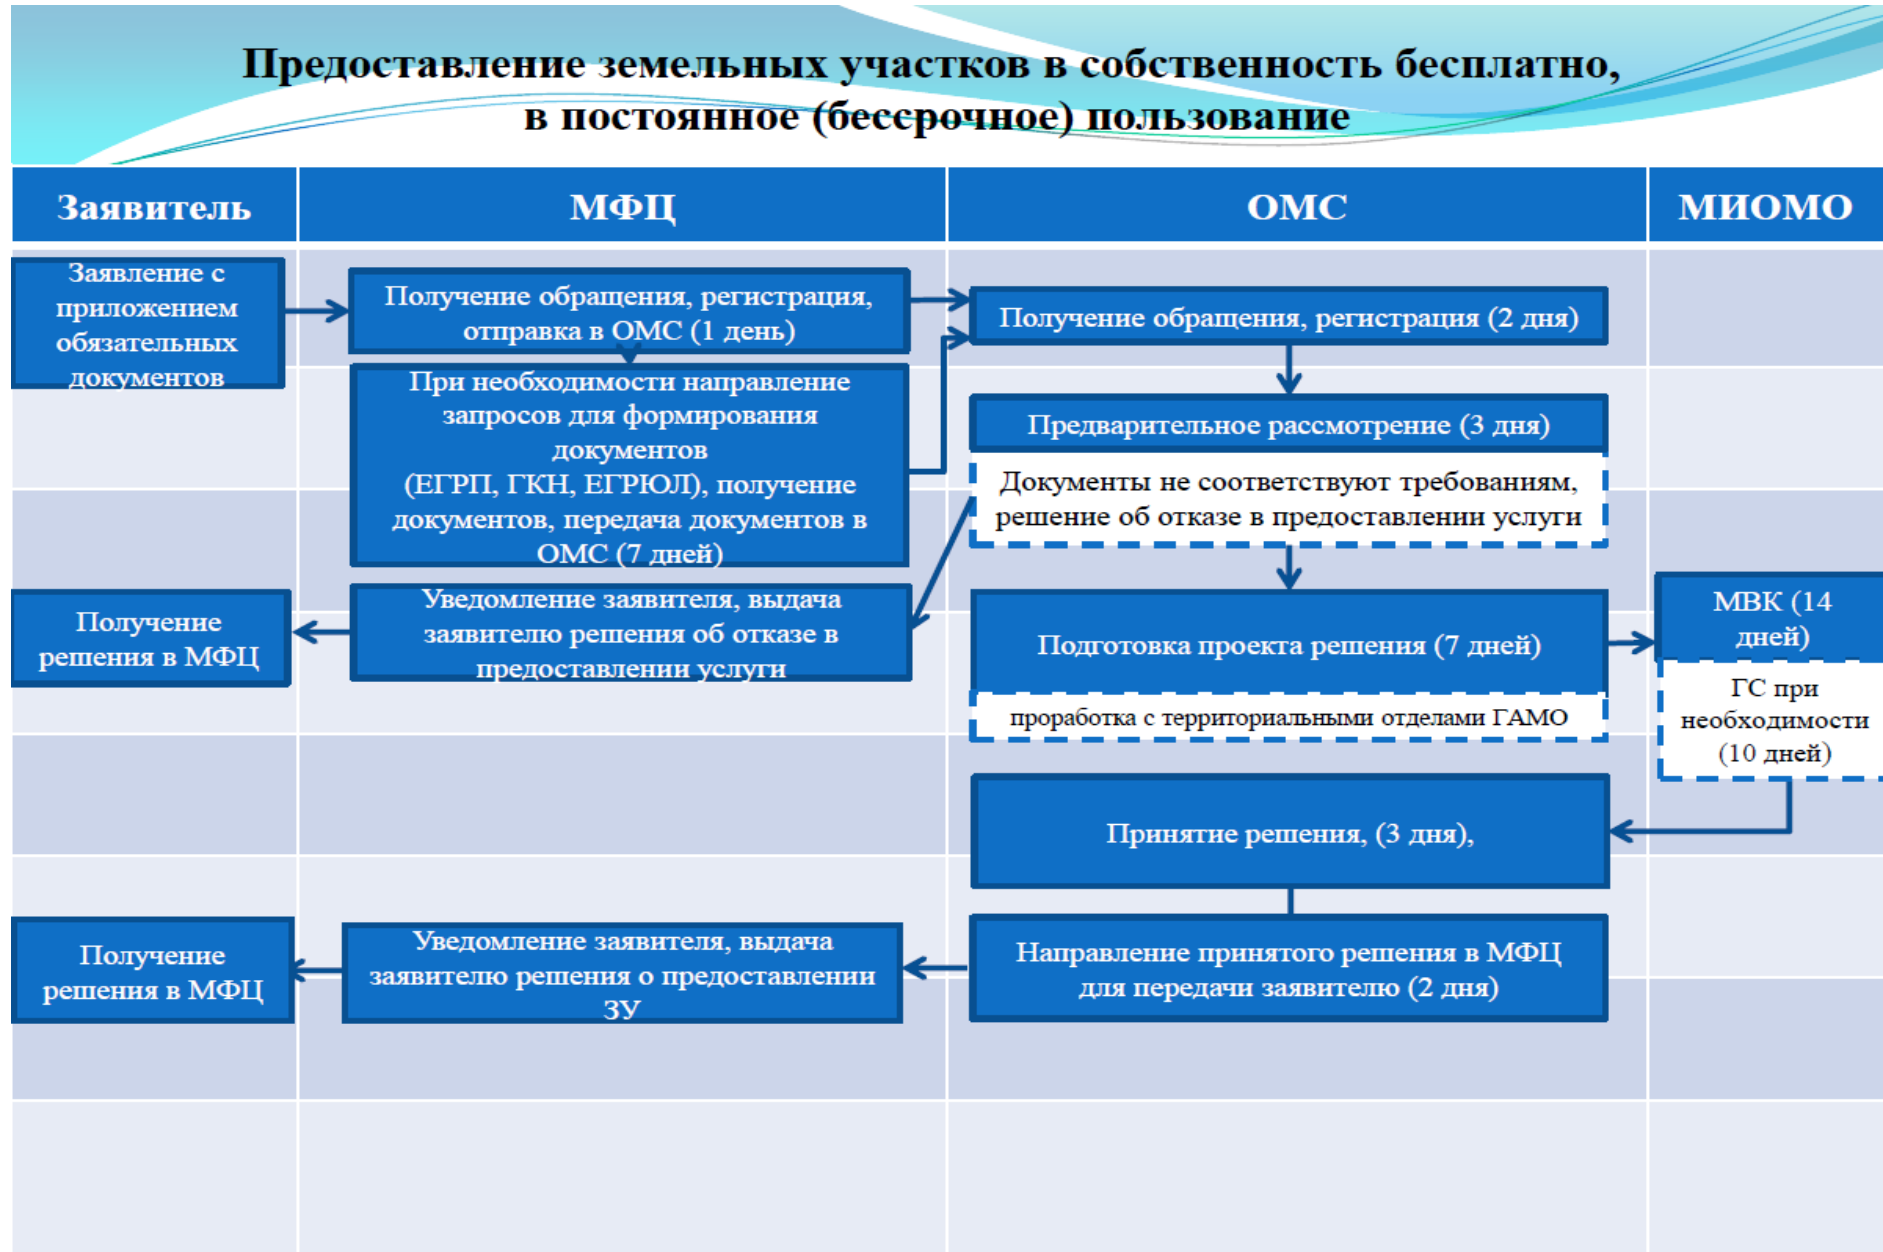 Предоставление земельных участков в собственность бесплатно,
в постоянное (бессрочное) пользование
Заявитель
МФЦ
ОМС
МИОМО
Заявление с
приложением
обязательных
документов
Получение обращения, регистрация,
отправка в ОМС (1 день)
Получение обращения, регистрация (2 дня)
При необходимости направление
запросов для формирования
документов
(ЕГРП, ГКН, ЕГРЮЛ), получение
документов, передача документов в
ОМС (7 дней)
Предварительное рассмотрение (3 дня)
Документы не соответствуют требованиям,
решение об отказе в предоставлении услуги
Получение
решения в МФЦ
Уведомление заявителя, выдача
заявителю решения об отказе в
предоставлении услуги
Подготовка проекта решения (7 дней)
проработка с территориальными отделами ГАМО
МВК (14
дней)
ГС при
необходимости
(10 дней)
Принятие решения, (3 дня),
Получение
решения в МФЦ
Уведомление заявителя, выдача
заявителю решения о предоставлении
ЗУ
Направление принятого решения в МФЦ
для передачи заявителю (2 дня)